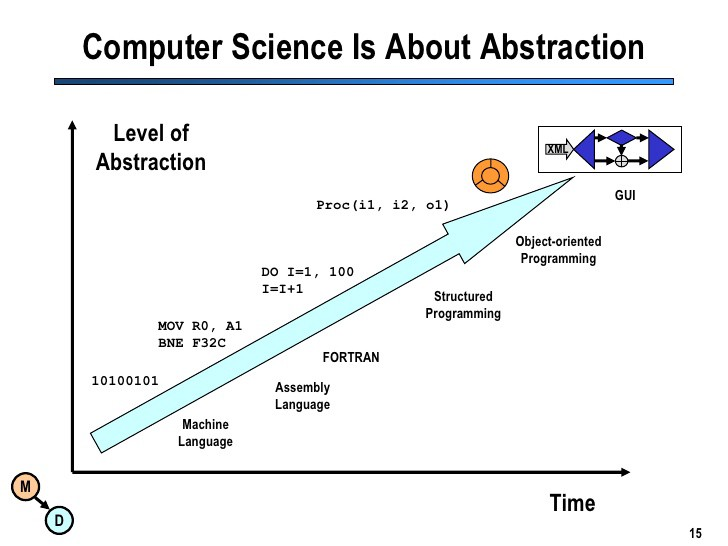 Computer Science Is About Abstraction
Level of
Abstraction
XML
GUI
Proc(i1, i2, o1)
Object-oriented
Programming
DO I=1, 100
I=I+1
Structured
Programming
MOV R0, A1
BNE F32C
FORTRAN
10100101
Assembly
Language
Machine
Language
M
D
Time
15